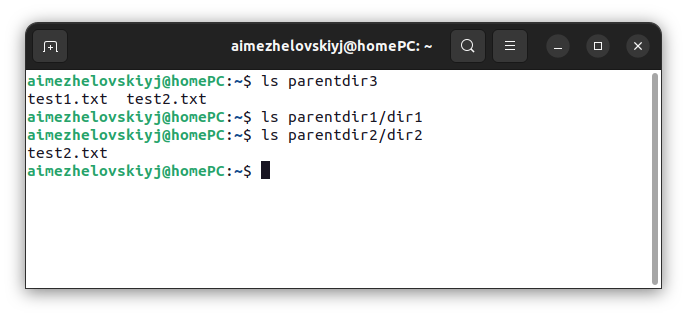 aimezhelovskiyj@homePC: ~
aimezhelovskiyj@homePC:~$ ls parentdir3
test1.txt  test2.txt
aimezhelovskiyj@homePC:~$ ls parentdir1/dir1
aimezhelovskiyj@homePC:~$ ls parentdir2/dir2
test2.txt
aimezhelovskiyj@homePC:~$